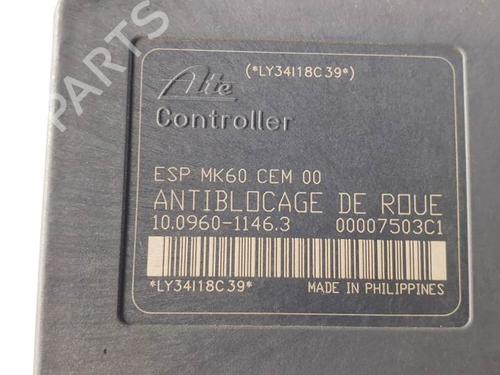 B-PARTS
(*LY34I18C39*)
Ate
Controller
ESP MK60 CEM 00
ANTIBLOCAGE DE ROUE
10.0960-1146.3 00007503C1
*LY34I18C39* MADE IN PHILIPPINES